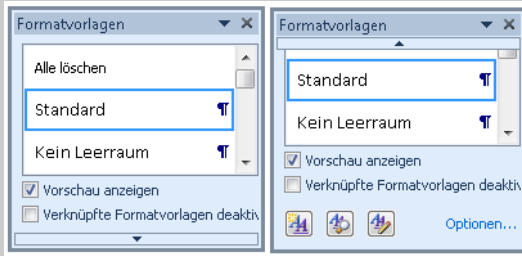 Formatvorlagen
Alle löschen
Standard ¶
Kein Leerraum ¶
Vorschau anzeigen
Verknüpfte Formatvorlagen deaktiv
Formatvorlagen
Standard ¶
Kein Leerraum ¶
Vorschau anzeigen
Verknüpfte Formatvorlagen deaktiv
Optionen...